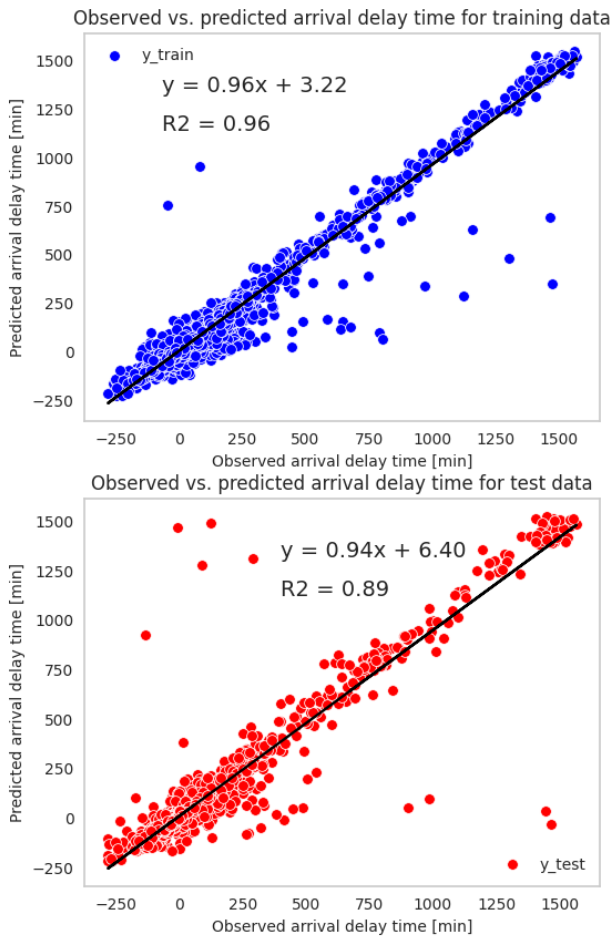 Observed vs. predicted arrival delay time for training data
y_train
y = 0.96x + 3.22
R2 = 0.96
Predicted arrival delay time [min]
1500
1250
1000
750
500
250
0
−250
−250 0 250 500 750 1000 1250 1500
Observed arrival delay time [min]
Observed vs. predicted arrival delay time for test data
y = 0.94x + 6.40
R2 = 0.89
Predicted arrival delay time [min]
1500
1250
1000
750
500
250
0
−250
y_test
−250 0 250 500 750 1000 1250 1500
Observed arrival delay time [min]